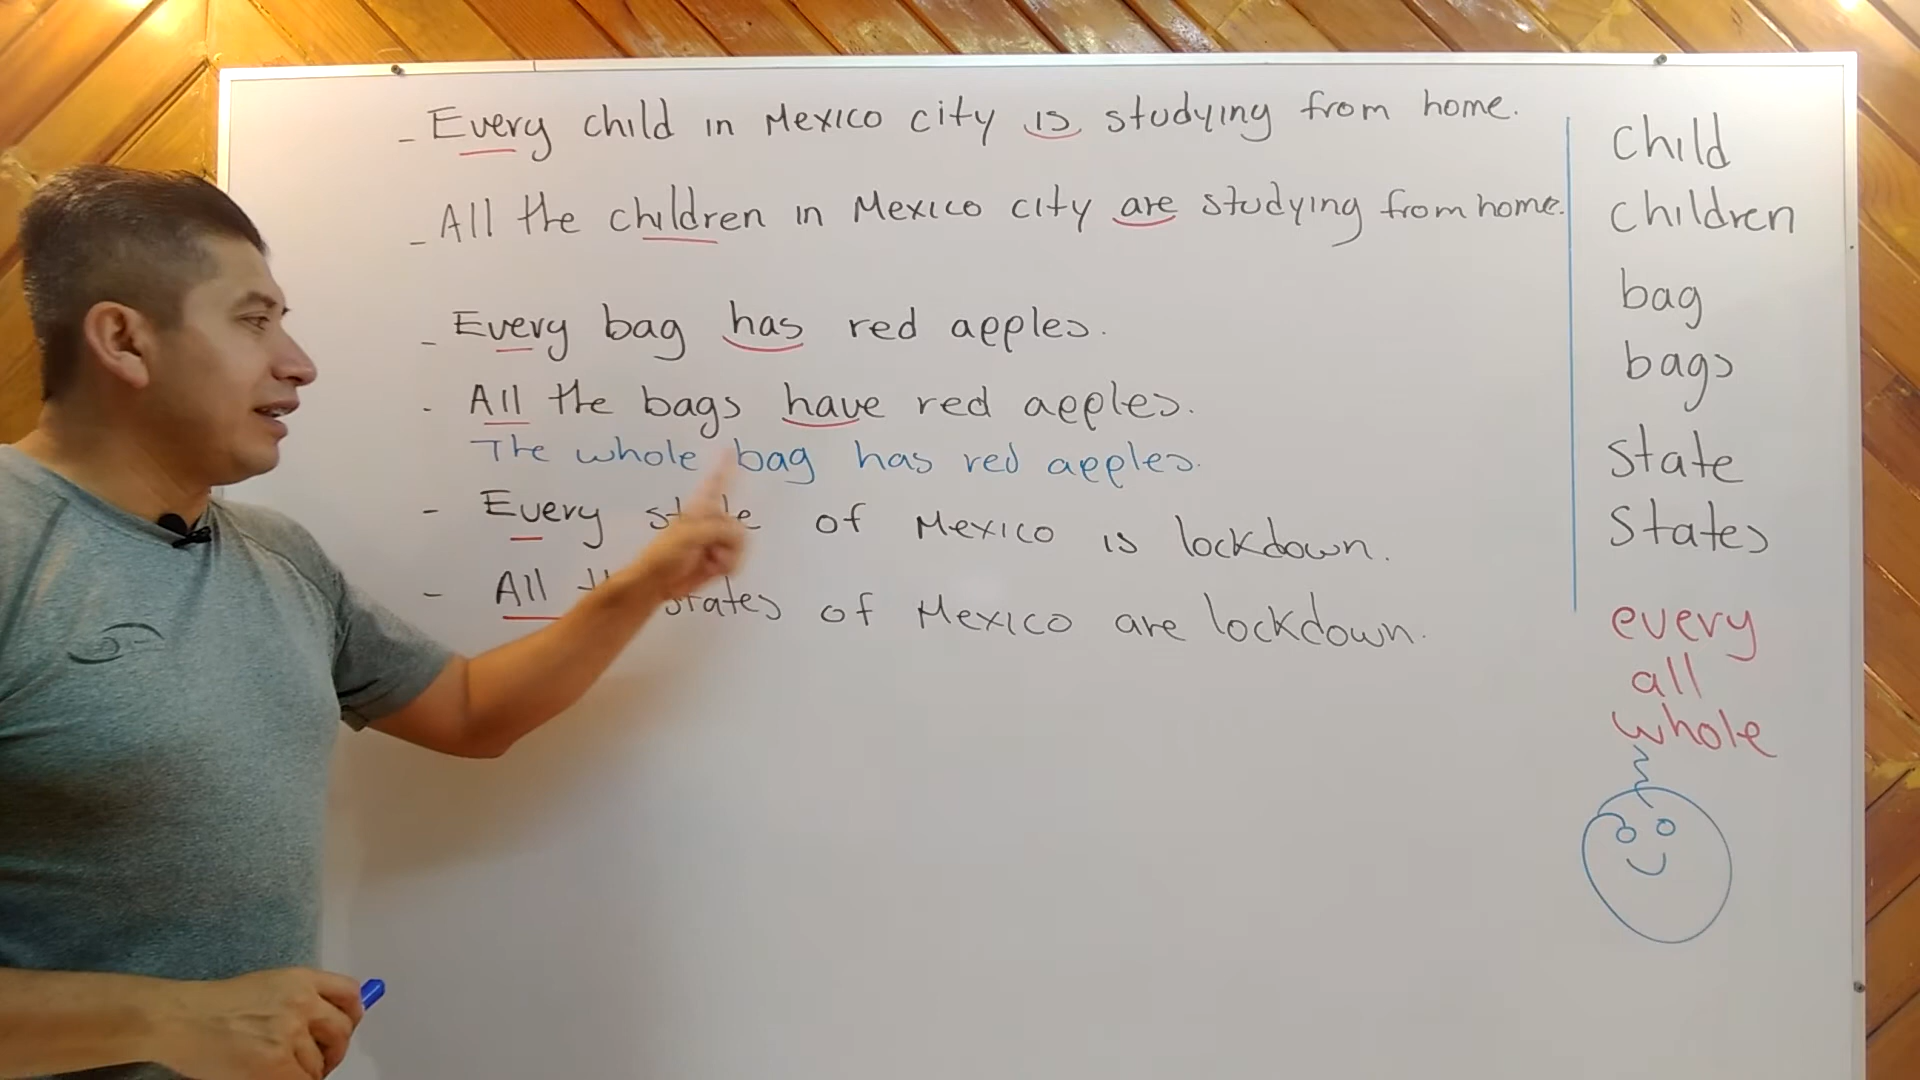 - Every child in Mexico city is studying from home.
- All the children in Mexico city are studying from home.
- Every bag has red apples.
- All the bags have red apples.
The whole bag has red apples.
- Every of Mexico is lockdown.
- All states of Mexico are lockdown.
child
children
bag
bags
state
states
every
all
whole